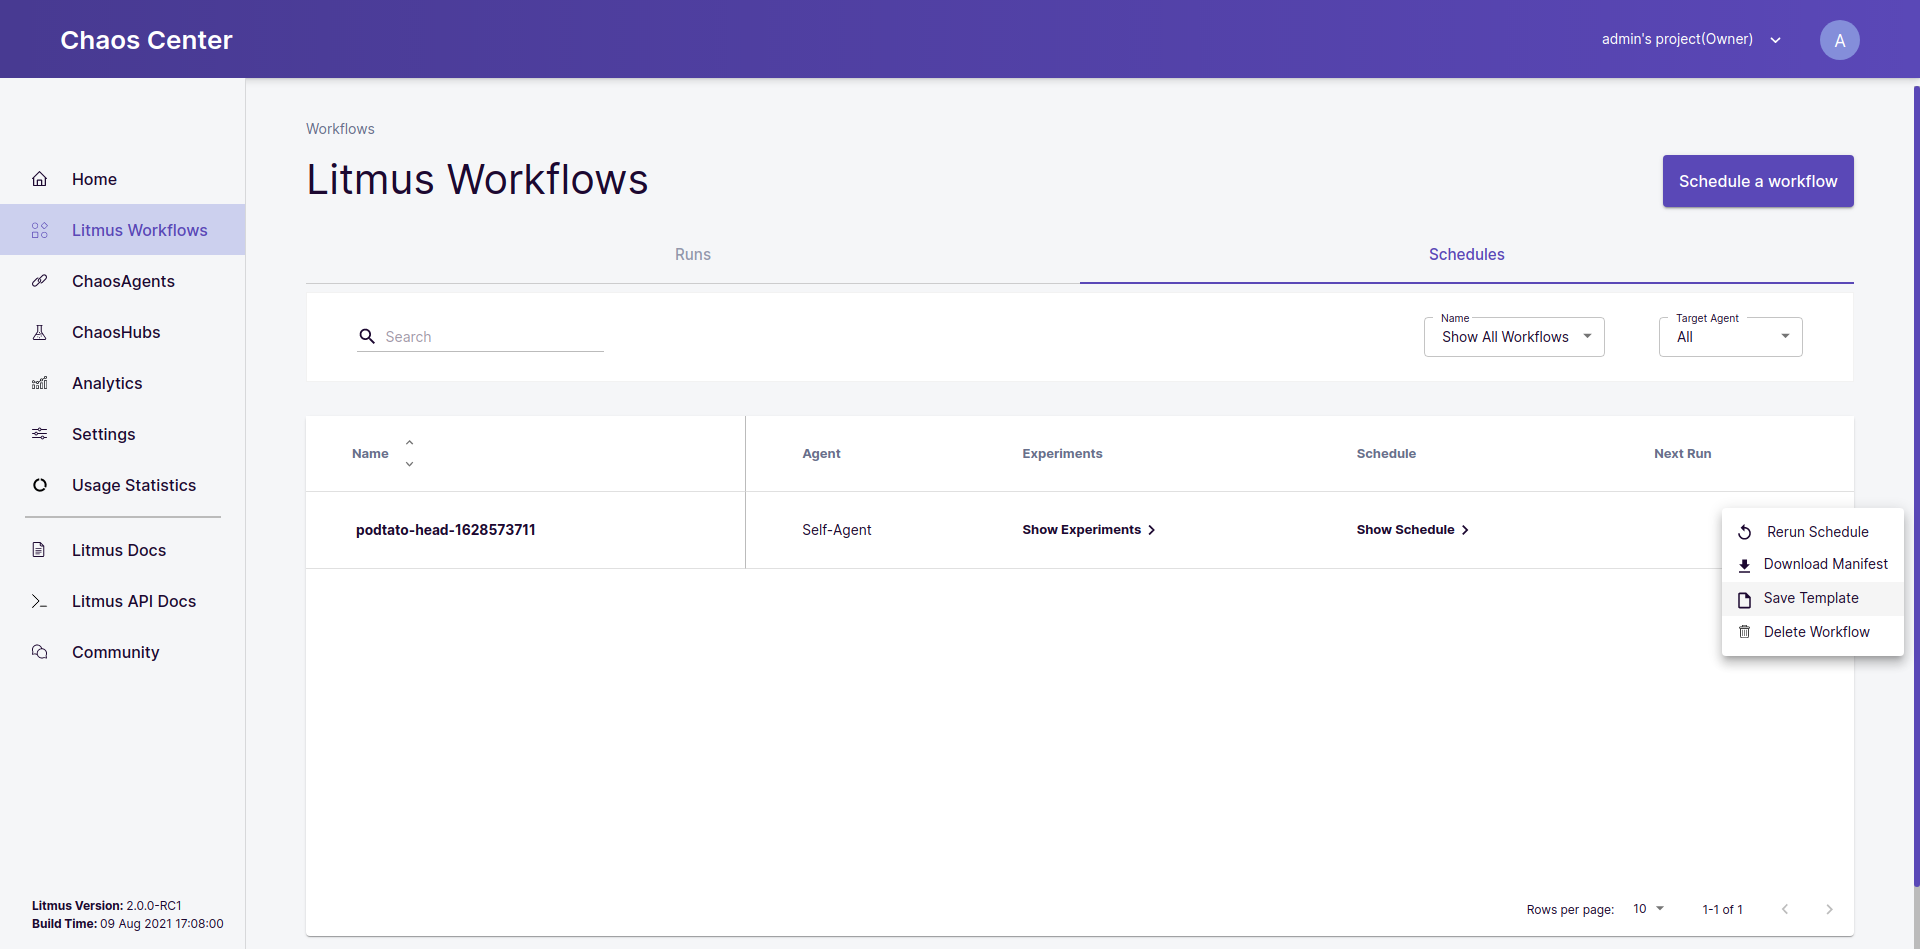 Chaos Center
admin's project(Owner)
A
Home
Litmus Workflows
ChaosAgents
ChaosHubs
Analytics
Settings
Usage Statistics
Litmus Docs
Litmus API Docs
Community
Litmus Version: 2.0.0-RC1
Build Time: 09 Aug 2021 17:08:00
Workflows
Litmus Workflows
Schedule a workflow
Runs
Schedules
Search
Name
Show All Workflows
Target Agent
All
Name
Agent
Experiments
Schedule
Next Run
podtato-head-1628573711
Self-Agent
Show Experiments
Show Schedule
Rerun Schedule
Download Manifest
Save Template
Delete Workflow
Rows per page: 10
1-1 of 1